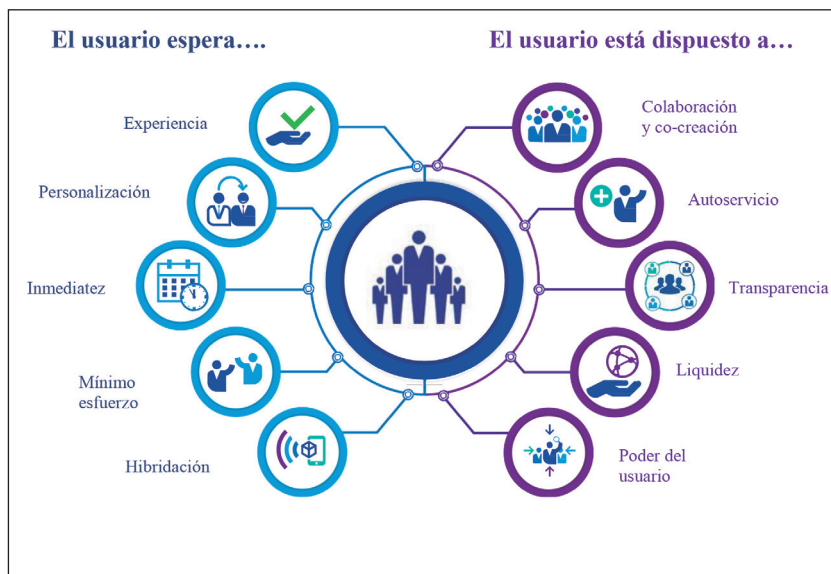 El usuario espera….
El usuario está dispuesto a…
Experiencia
Personalización
Inmediatez
Mínimo
esfuerzo
Hibridación
Colaboración
y co-creación
Autoservicio
Transparencia
Liquidez
Poder del
usuario